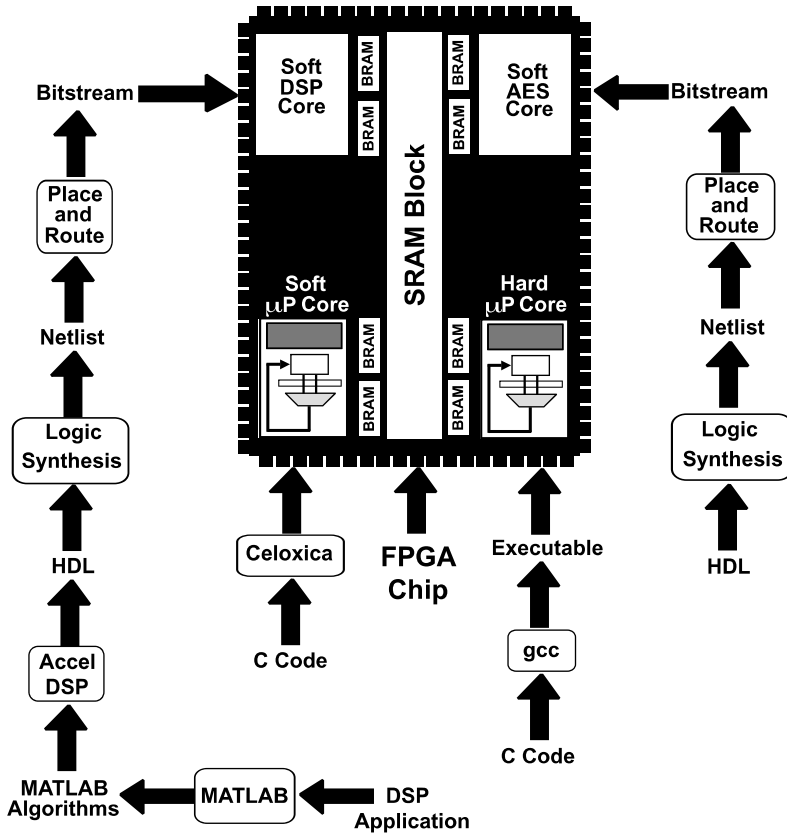 Bitstream
Place
and
Route
Netlist
Logic
Synthesis
HDL
Accel
DSP
MATLAB
Algorithms
MATLAB
DSP
Application
Soft
DSP
Core
BRAM
BRAM
SRAM Block
BRAM
BRAM
Soft
AES
Core
Soft
µP Core
BRAM
BRAM
BRAM
BRAM
Hard
µP Core
Celoxica
C Code
FPGA
Chip
Executable
gcc
C Code
Bitstream
Place
and
Route
Netlist
Logic
Synthesis
HDL